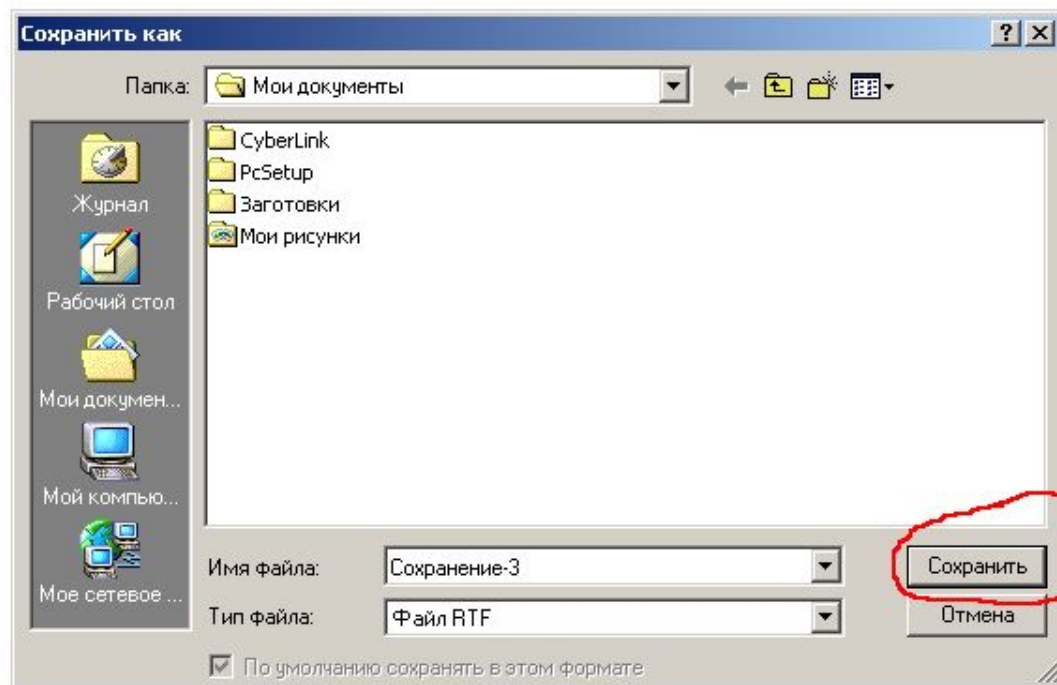 Сохранить как
Папка: Мои документы
CyberLink
PcSetup
Заготовки
Мои рисунки
Журнал
Рабочий стол
Мои докумен...
Мой компью...
Мое сетевое ...
Имя файла: Сохранение-3 Сохранить
Тип файла: Файл RTF Отмена
По умолчанию сохранять в этом формате